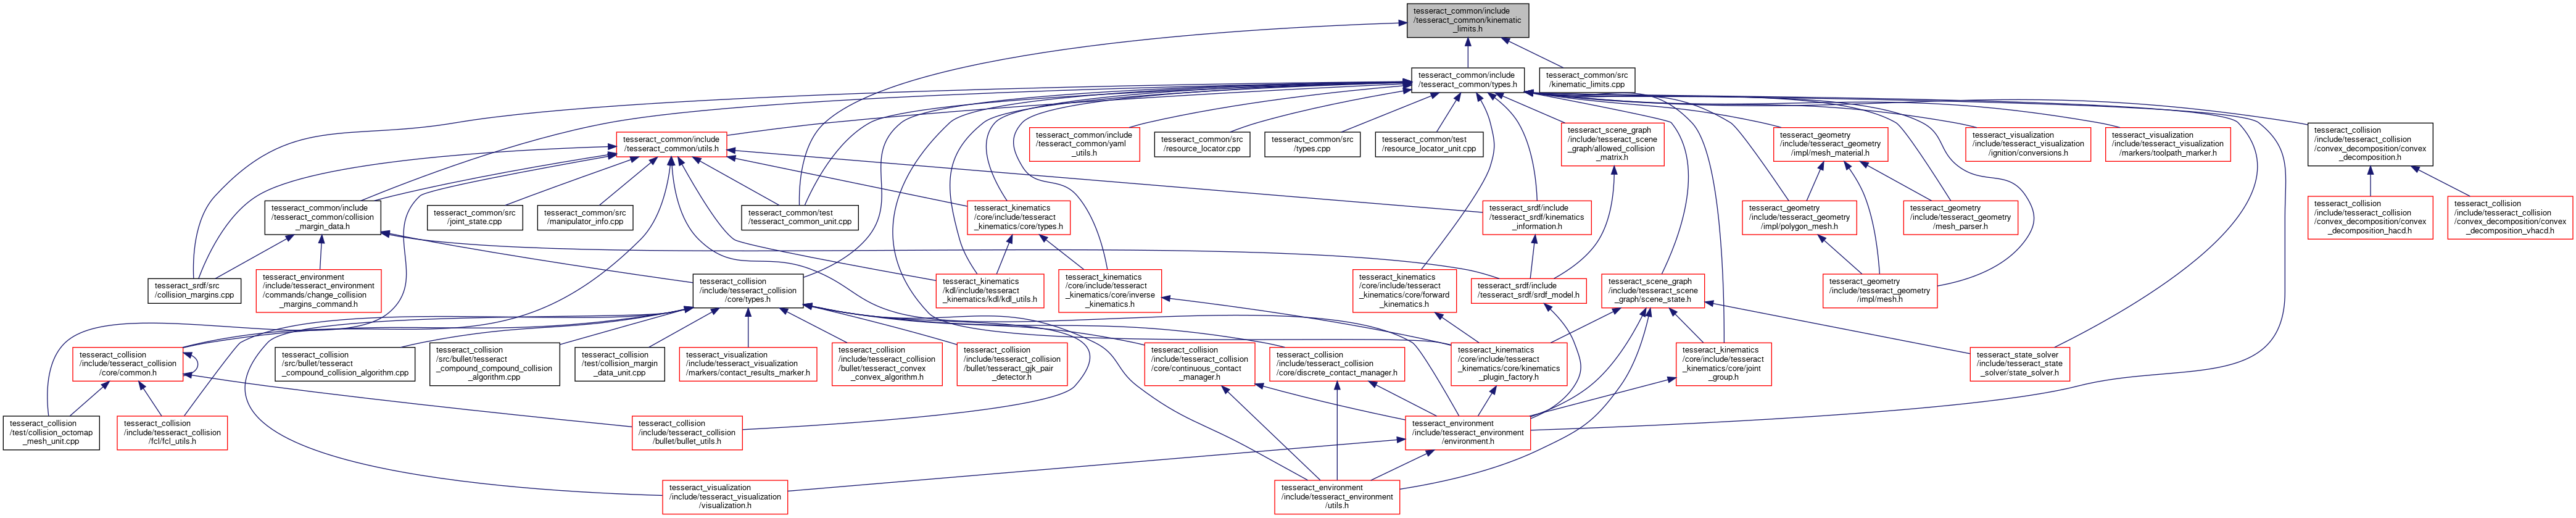 tesseract_common/include
/tesseract_common/kinematic
_limits.h
tesseract_common/include
/tesseract_common/types.h
tesseract_common/src
/kinematic_limits.cpp
tesseract_common/include
/tesseract_common/utils.h
tesseract_common/include
/tesseract_common/yaml
_utils.h
tesseract_common/src
/resource_locator.cpp
tesseract_common/src
/types.cpp
tesseract_common/test
/resource_locator_unit.cpp
tesseract_scene_graph
/include/tesseract_scene
_graph/allowed_collision
_matrix.h
tesseract_geometry
/include/tesseract_geometry
/impl/mesh_material.h
tesseract_visualization
/include/tesseract_visualization
/ignition/conversions.h
tesseract_visualization
/include/tesseract_visualization
/markers/toolpath_marker.h
tesseract_collision
/include/tesseract_collision
/convex_decomposition/convex
_decomposition.h
tesseract_common/include
/tesseract_common/collision
_margin_data.h
tesseract_common/src
/joint_state.cpp
tesseract_common/src
/manipulator_info.cpp
tesseract_common/test
/tesseract_common_unit.cpp
tesseract_kinematics
/core/include/tesseract
_kinematics/core/types.h
tesseract_srdf/include
/tesseract_srdf/kinematics
_information.h
tesseract_geometry
/include/tesseract_geometry
/impl/polygon_mesh.h
tesseract_geometry
/include/tesseract_geometry
/mesh_parser.h
tesseract_collision
/include/tesseract_collision
/convex_decomposition/convex
_decomposition_hacd.h
tesseract_collision
/include/tesseract_collision
/convex_decomposition/convex
_decomposition_vhacd.h
tesseract_srdf/src
/collision_margins.cpp
tesseract_environment
/include/tesseract_environment
/commands/change_collision
_margins_command.h
tesseract_collision
/include/tesseract_collision
/core/types.h
tesseract_kinematics
/kdl/include/tesseract
_kinematics/kdl/kdl_utils.h
tesseract_kinematics
/core/include/tesseract
_kinematics/core/inverse
_kinematics.h
tesseract_kinematics
/core/include/tesseract
_kinematics/core/forward
_kinematics.h
tesseract_srdf/include
/tesseract_srdf/srdf_model.h
tesseract_scene_graph
/include/tesseract_scene
_graph/scene_state.h
tesseract_geometry
/include/tesseract_geometry
/impl/mesh.h
tesseract_collision
/include/tesseract_collision
/core/common.h
tesseract_collision
/src/bullet/tesseract
_compound_collision_algorithm.cpp
tesseract_collision
/src/bullet/tesseract
_compound_compound_collision
_algorithm.cpp
tesseract_collision
/test/collision_margin
_data_unit.cpp
tesseract_visualization
/include/tesseract_visualization
/markers/contact_results_marker.h
tesseract_collision
/include/tesseract_collision
/bullet/tesseract_convex
_convex_algorithm.h
tesseract_collision
/include/tesseract_collision
/bullet/tesseract_gjk_pair
_detector.h
tesseract_collision
/include/tesseract_collision
/core/continuous_contact
_manager.h
tesseract_collision
/include/tesseract_collision
/core/discrete_contact_manager.h
tesseract_kinematics
/core/include/tesseract
_kinematics/core/kinematics
_plugin_factory.h
tesseract_kinematics
/core/include/tesseract
_kinematics/core/joint
_group.h
tesseract_state_solver
/include/tesseract_state
_solver/state_solver.h
tesseract_collision
/test/collision_octomap
_mesh_unit.cpp
tesseract_collision
/include/tesseract_collision
/fcl/fcl_utils.h
tesseract_collision
/include/tesseract_collision
/bullet/bullet_utils.h
tesseract_environment
/include/tesseract_environment
/environment.h
tesseract_visualization
/include/tesseract_visualization
/visualization.h
tesseract_environment
/include/tesseract_environment
/utils.h